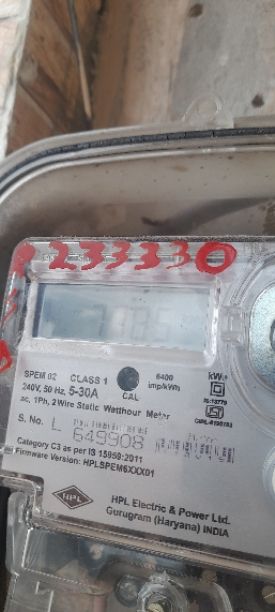 233330
SPEM 02 CLASS 1
240V, 50 Hz, 5-30A
CAL
6400
imp/kWh
kWh
IS:13779
ac, 1Ph, 2Wire Static Watthour Meter
S. No. L 649908
Category C3 as per IS 15959:2011
Firmware Version: HPLSPEM6XXX01
HPL
HPL Electric & Power Ltd.
Gurugram (Haryana) INDIA